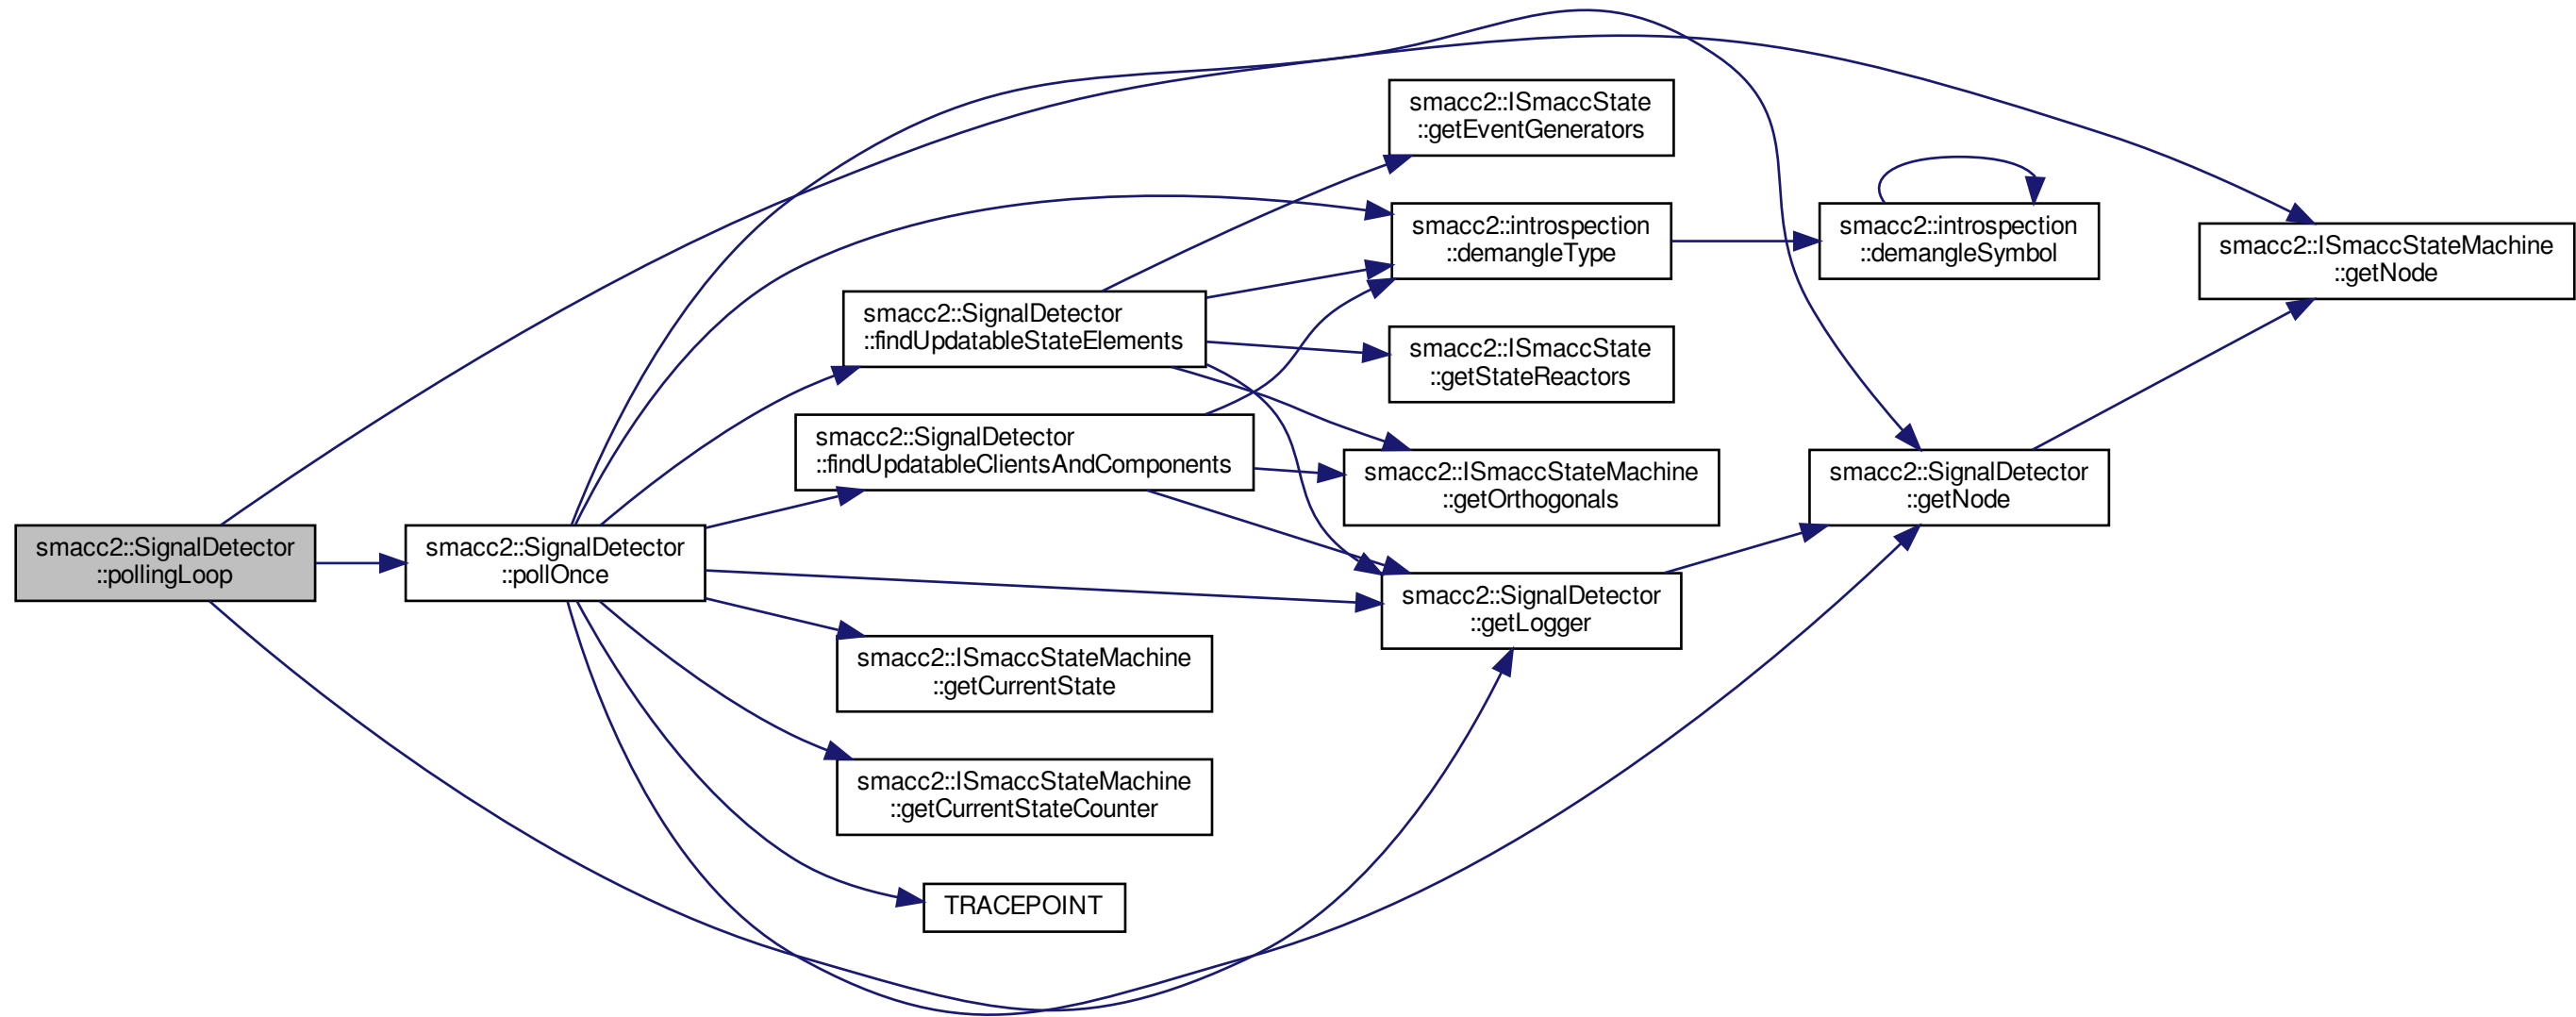 smacc2::SignalDetector
::pollingLoop
smacc2::SignalDetector
::pollOnce
smacc2::SignalDetector
::findUpdatableStateElements
smacc2::SignalDetector
::findUpdatableClientsAndComponents
smacc2::ISmaccStateMachine
::getCurrentState
smacc2::ISmaccStateMachine
::getCurrentStateCounter
TRACEPOINT
smacc2::ISmaccState
::getEventGenerators
smacc2::introspection
::demangleType
smacc2::ISmaccState
::getStateReactors
smacc2::ISmaccStateMachine
::getOrthogonals
smacc2::SignalDetector
::getLogger
smacc2::introspection
::demangleSymbol
smacc2::SignalDetector
::getNode
smacc2::ISmaccStateMachine
::getNode